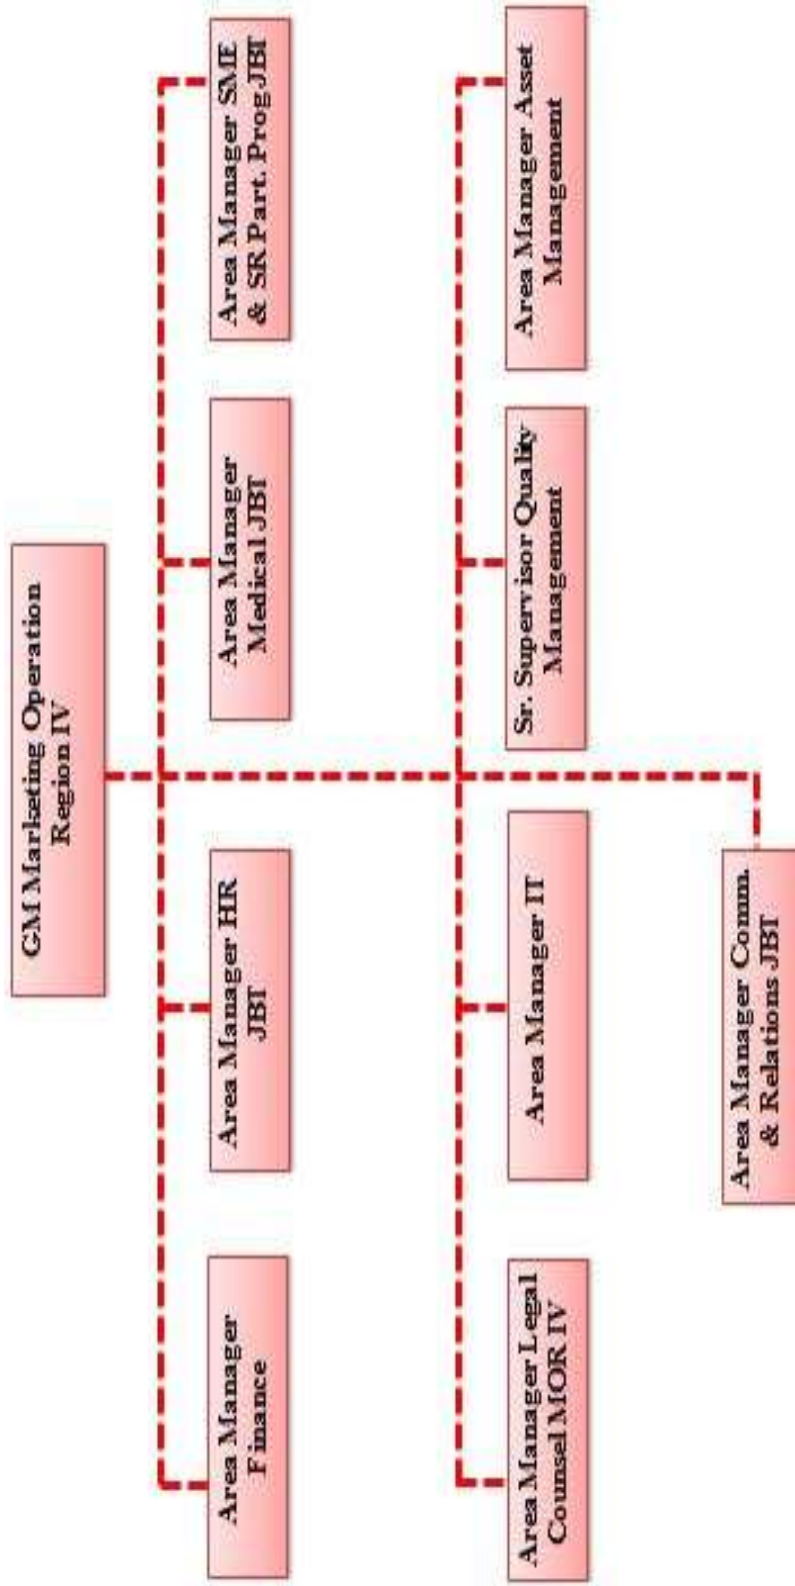 GM Marketing Operation
Region IV
Area Manager
Finance
Area Manager HR
JBT
Area Manager
Medical JBT
Area Manager SME
& SR Part. Prog JBT
Area Manager Legal
Counsel MOR IV
Area Manager IT
Sr. Supervisor Quality
Management
Area Manager Asset
Management
Area Manager Comm.
& Relations JBT